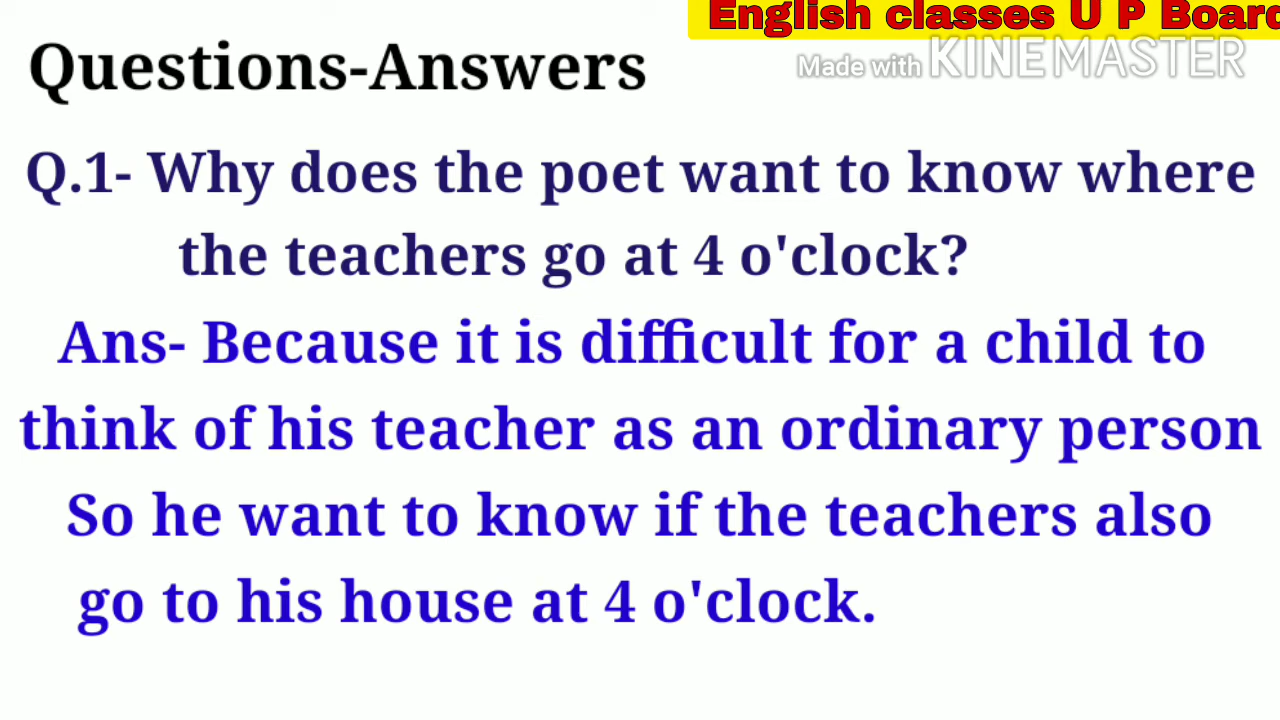 English classes U P Board
Made with KINEMASTER
Questions-Answers
Q.1- Why does the poet want to know where
the teachers go at 4 o'clock?
Ans- Because it is difficult for a child to
think of his teacher as an ordinary person
So he want to know if the teachers also
go to his house at 4 o'clock.